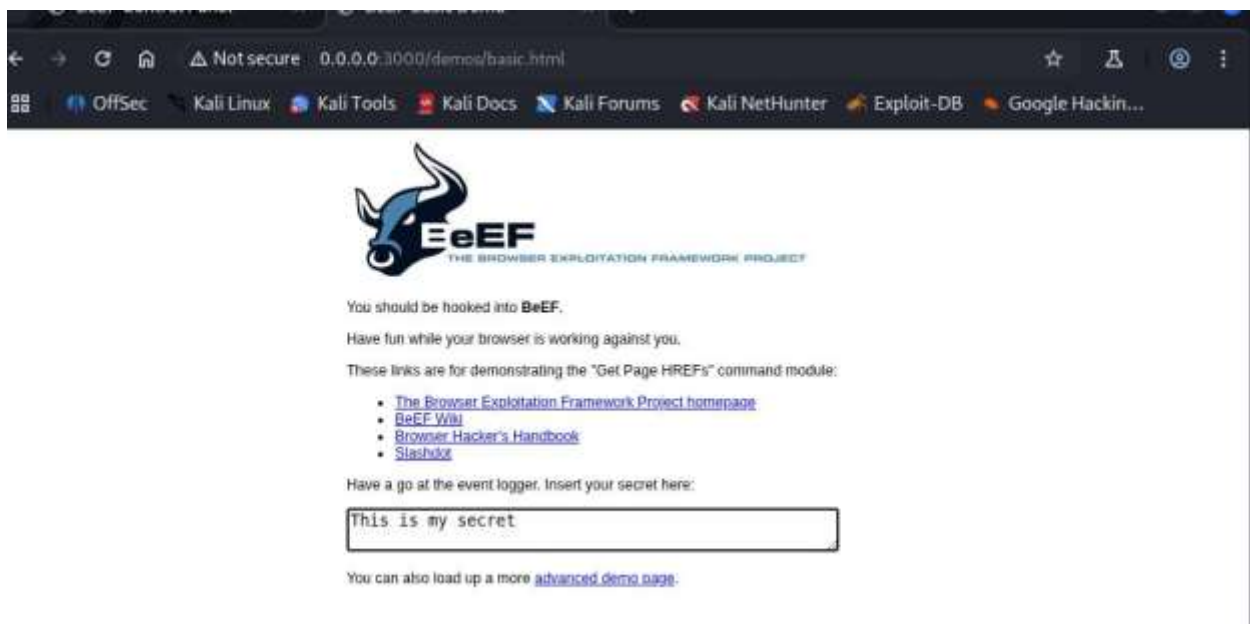 Not secure 0.0.0.0:3000/demos/basic.html
OffSec Kali Linux Kali Tools Kali Docs Kali Forums Kali NetHunter Exploit-DB Google Hackin...
BeEF
THE BROWSER EXPLOITATION FRAMEWORK PROJECT
You should be hooked into BeEF.
Have fun while your browser is working against you.
These links are for demonstrating the "Get Page HREFs" command module:
The Browser Exploitation Framework Project homepage
BeEF Wiki
Browser Hacker's Handbook
Slashdot
Have a go at the event logger. Insert your secret here:
This is my secret
You can also load up a more advanced demo page.